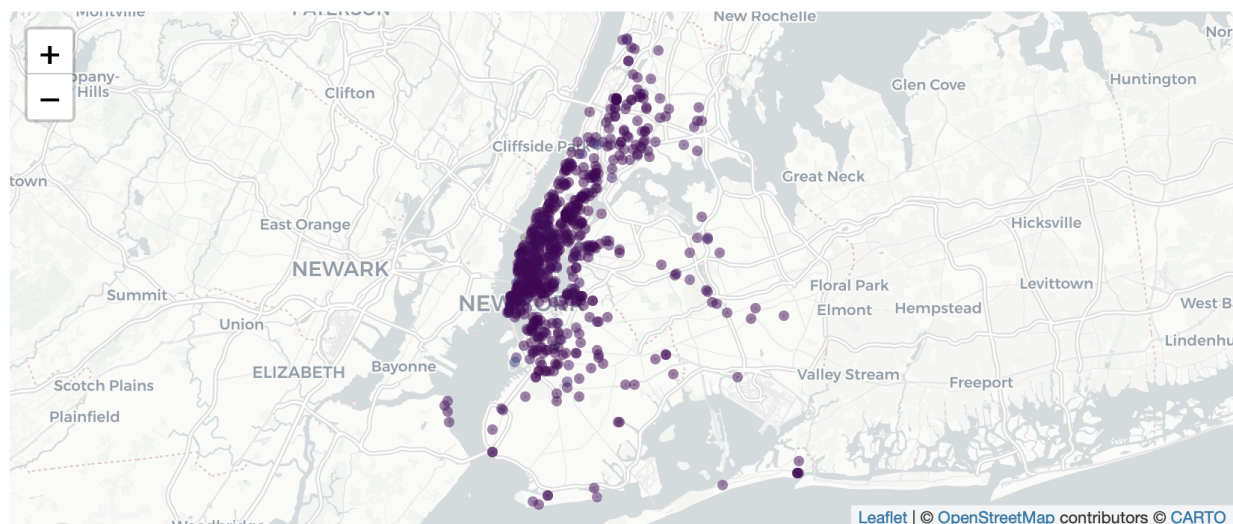 Montville
PATERSON
New Rochelle
Nor
+
ppany-
Hills
Clifton
Glen Cove
Huntington
−
Cliffside Park
town
Great Neck
East Orange
Hicksville
NEWARK
Summit
NEW YORK
Floral Park
Levittown
Elmont
Hempstead
West B
Union
Lindenhu
Bayonne
ELIZABETH
Valley Stream
Freeport
Scotch Plains
Plainfield
Woodbridge
Leaflet | © OpenStreetMap contributors © CARTO